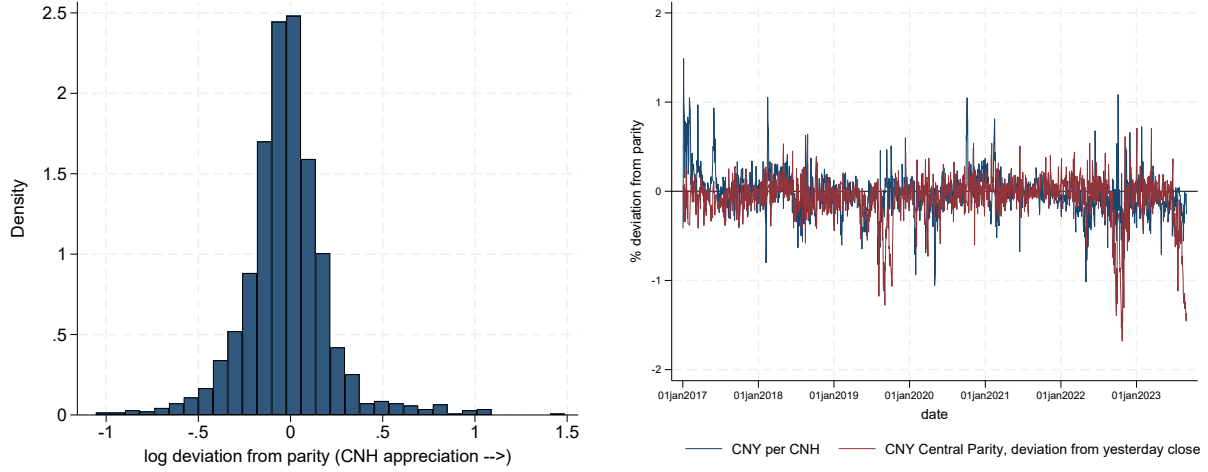 2.5
2
1.5
1
.5
0
Density
-1
-.5
0
.5
1
1.5
log deviation from parity (CNH appreciation -->)
2
1
0
-1
-2
% deviation from parity
01jan2017
01jan2018
01jan2019
01jan2020
01jan2021
01jan2022
01jan2023
date
CNY per CNH
CNY Central Parity, deviation from yesterday close